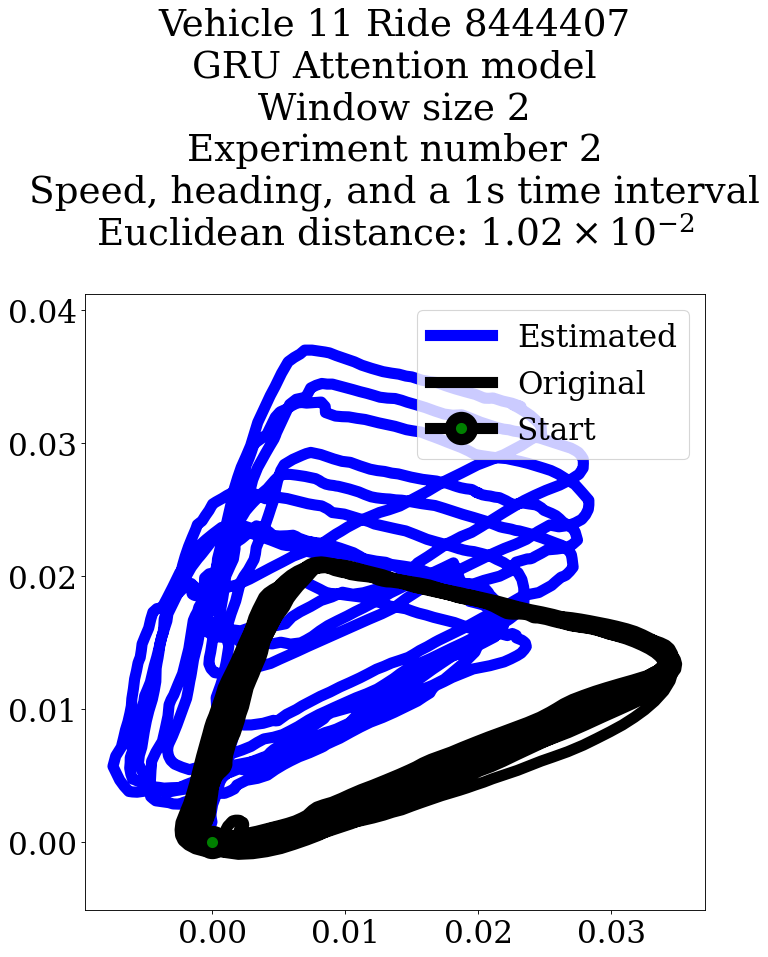 Vehicle 11 Ride 8444407
GRU Attention model
Window size 2
Experiment number 2
Speed, heading, and a 1s time interval
Euclidean distance: 1.02 × 10⁻²
Estimated
Original
Start
0.04
0.03
0.02
0.01
0.00
0.00 0.01 0.02 0.03